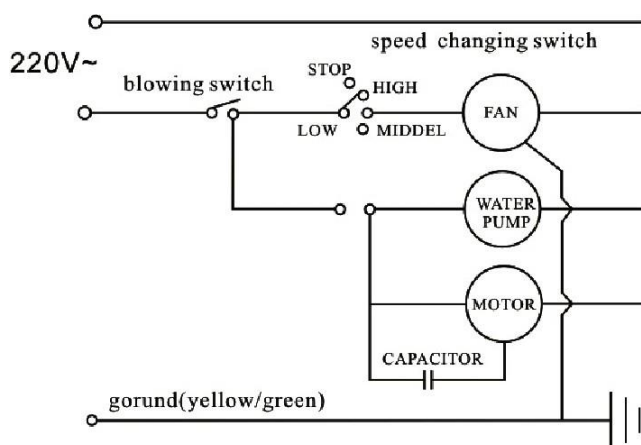 speed changing switch
220V~
STOP
blowing switch
HIGH
FAN
LOW
MIDDEL
WATER
PUMP
MOTOR
CAPACITOR
gorund(yellow/green)